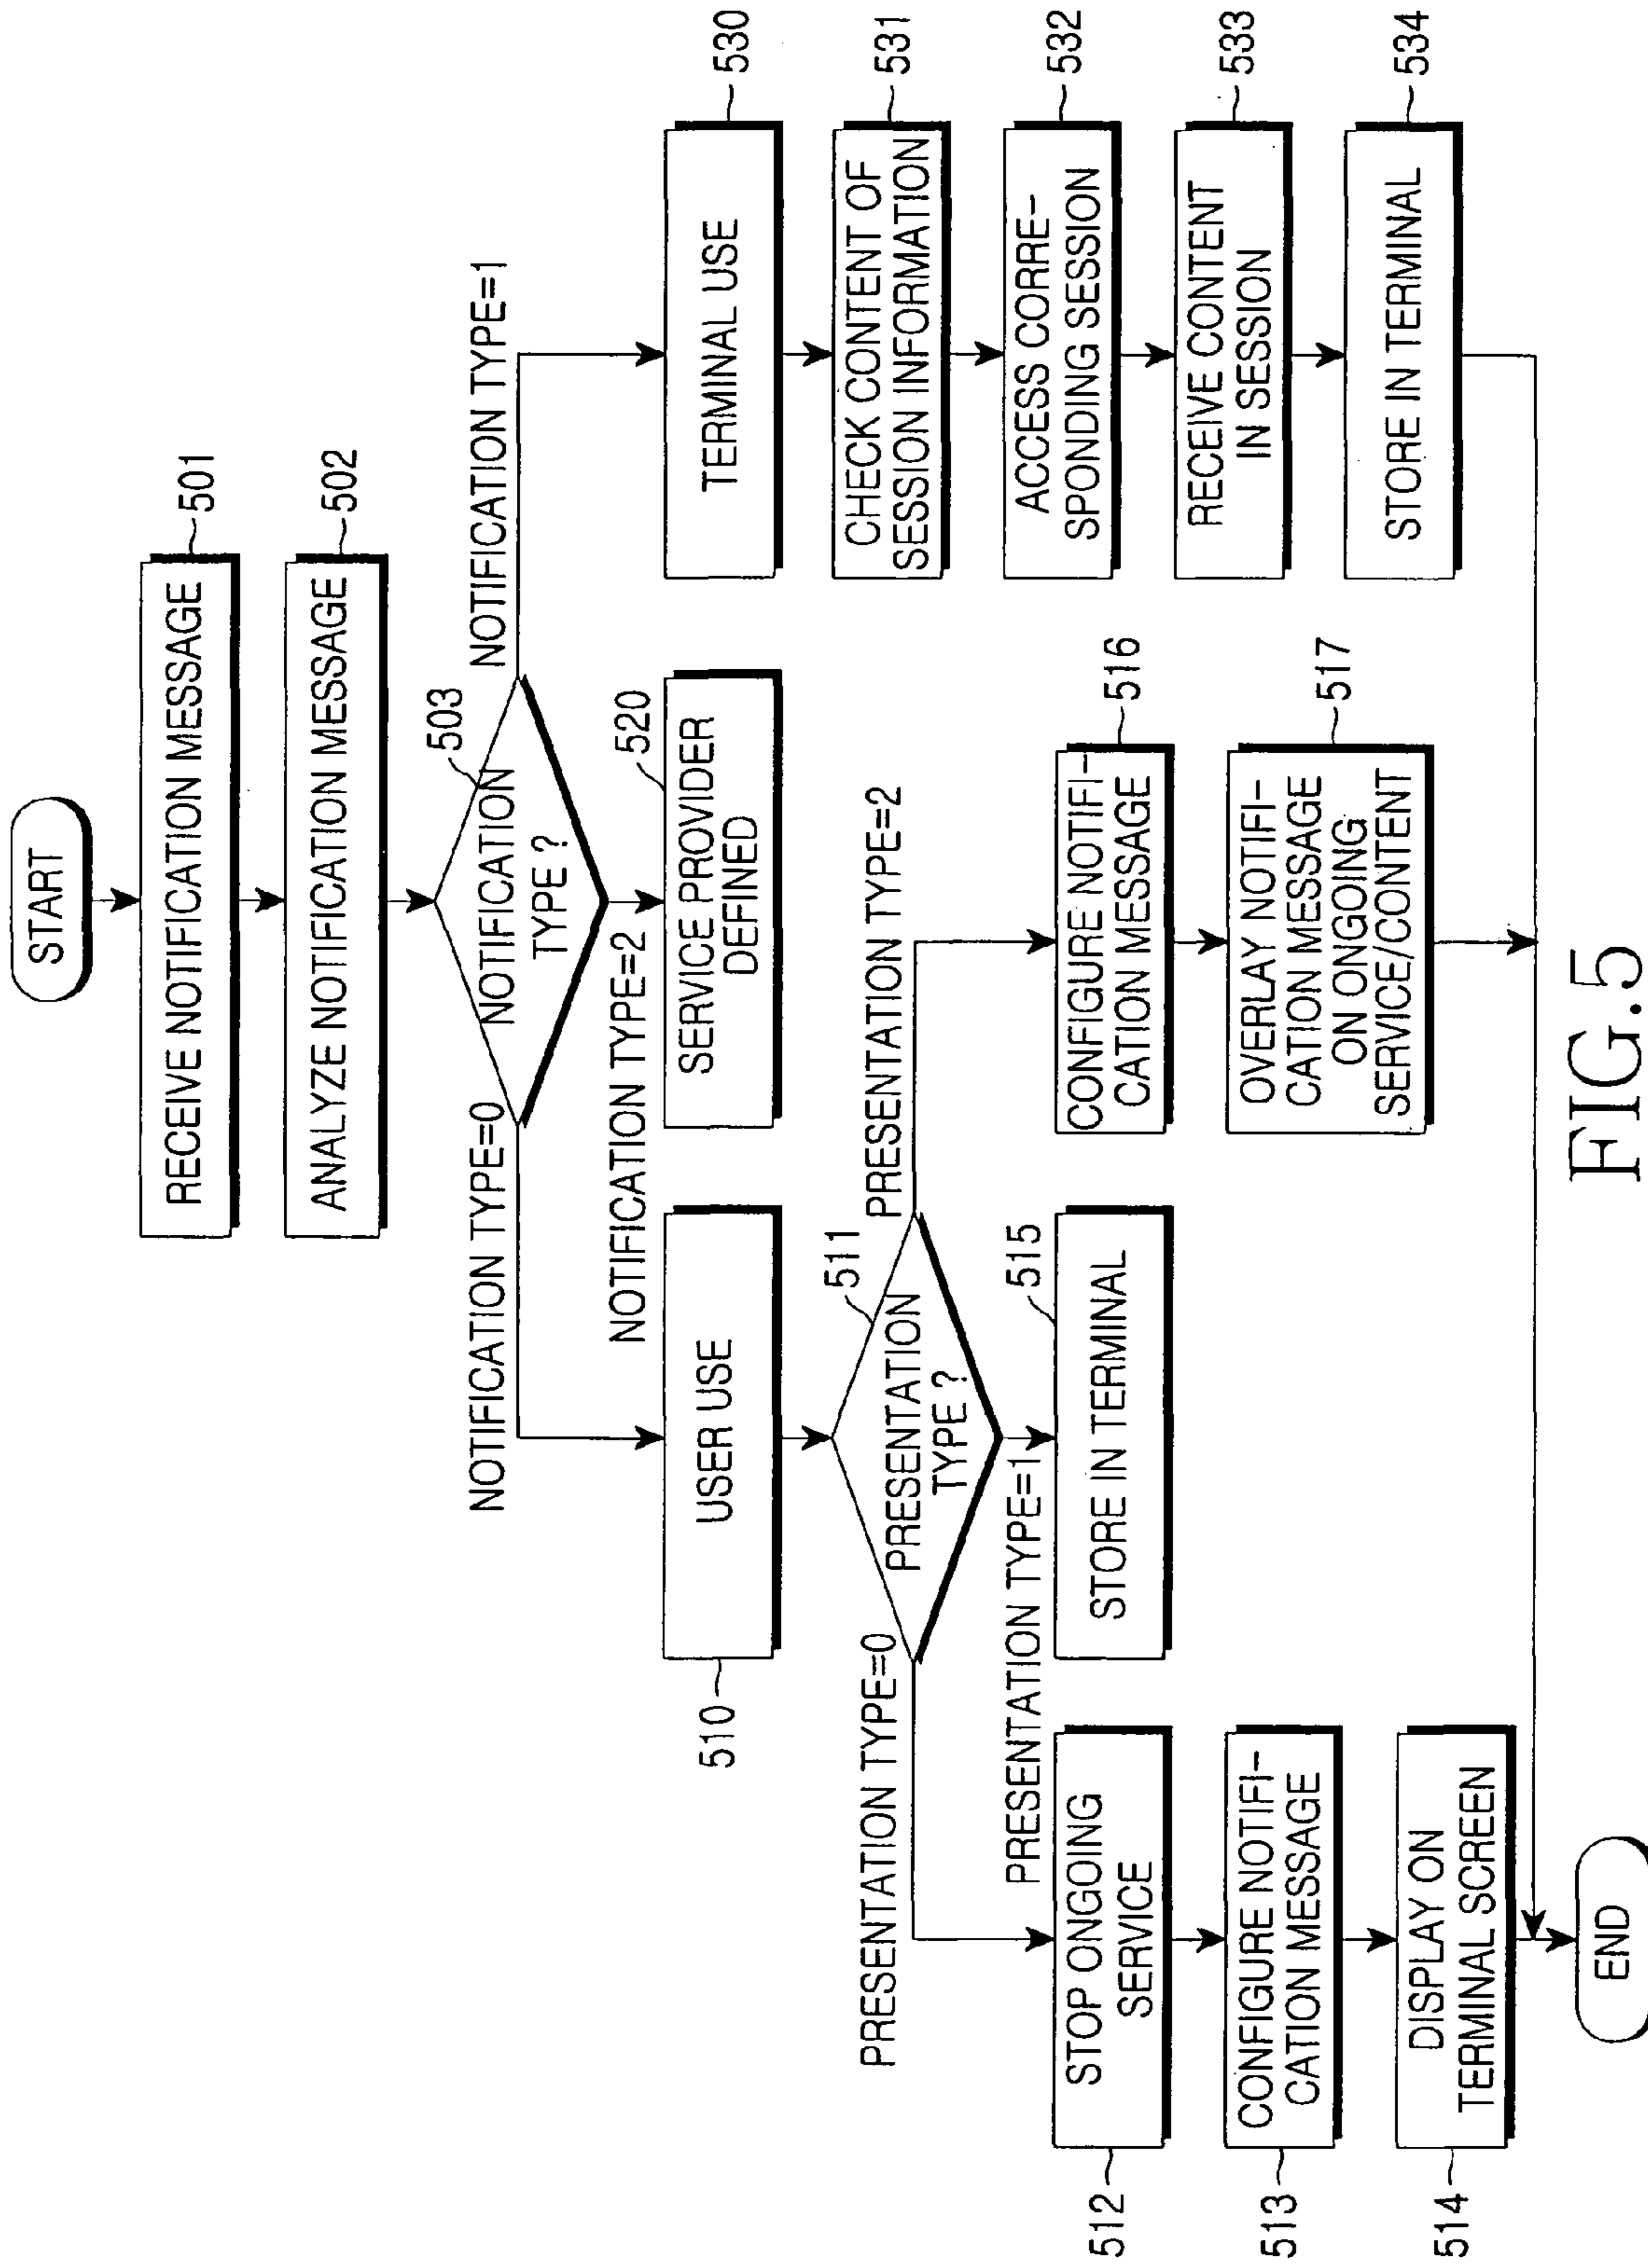 START
RECEIVE NOTIFICATION MESSAGE
501
ANALYZE NOTIFICATION MESSAGE
502
NOTIFICATION
TYPE ?
503
NOTIFICATION TYPE=0
NOTIFICATION TYPE=1
NOTIFICATION TYPE=2
USER USE
510
SERVICE PROVIDER
DEFINED
520
TERMINAL USE
530
PRESENTATION
TYPE ?
511
CHECK CONTENT OF
SESSION INFORMATION
531
PRESENTATION TYPE=0
PRESENTATION TYPE=2
PRESENTATION TYPE=1
ACCESS CORRE-
SPONDING SESSION
532
STOP ONGOING
SERVICE
512
STORE IN TERMINAL
515
CONFIGURE NOTIFI-
CATION MESSAGE
516
RECEIVE CONTENT
IN SESSION
533
CONFIGURE NOTIFI-
CATION MESSAGE
513
OVERLAY NOTIFI-
CATION MESSAGE
ON ONGOING
SERVICE/CONTENT
517
STORE IN TERMINAL
534
DISPLAY ON
TERMINAL SCREEN
514
END
FIG.5